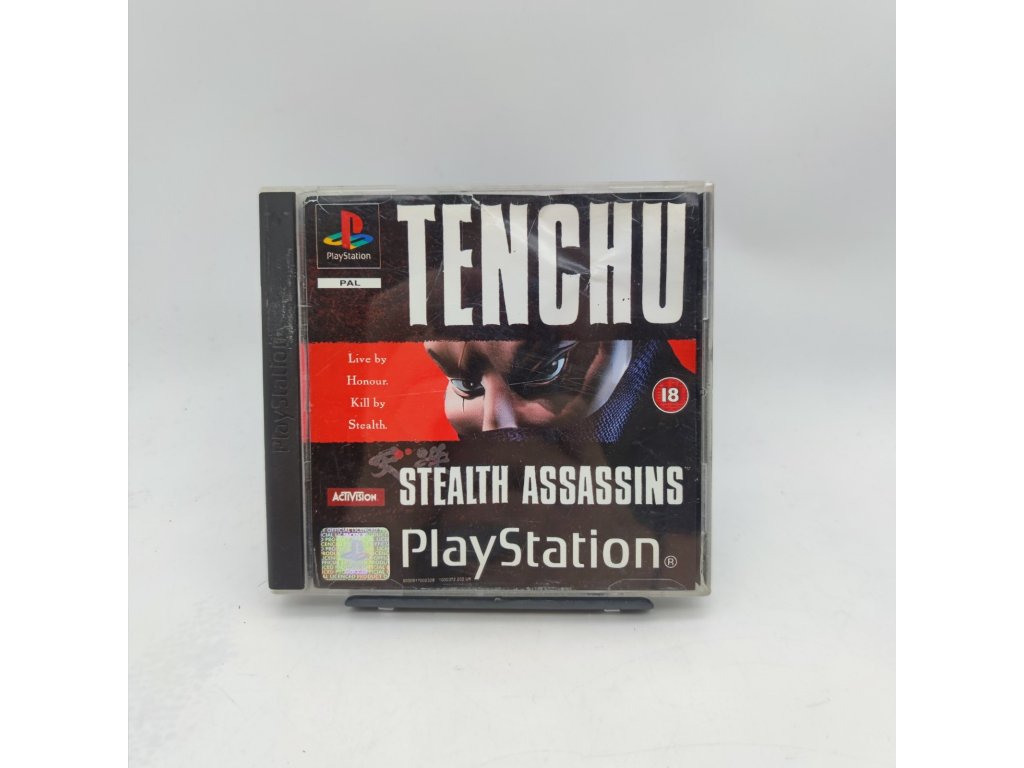 PlayStation
TENCHU
PlayStation
PAL
Live by
Honour.
Kill by
Stealth.
18
ACTIVISION
STEALTH ASSASSINS
PlayStation®